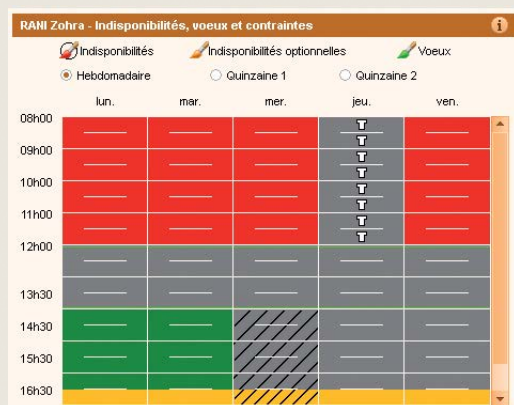 RANI Zohra - Indisponibilités, voeux et contraintes
Indisponibilités Indisponibilités optionnelles Voeux
Hebdomadaire Quinzaine 1 Quinzaine 2
lun. mar. mer. jeu. ven.
08h00
T
T
09h00
T
T
10h00
T
T
11h00
T
T
12h00
13h30
14h30
15h30
16h30